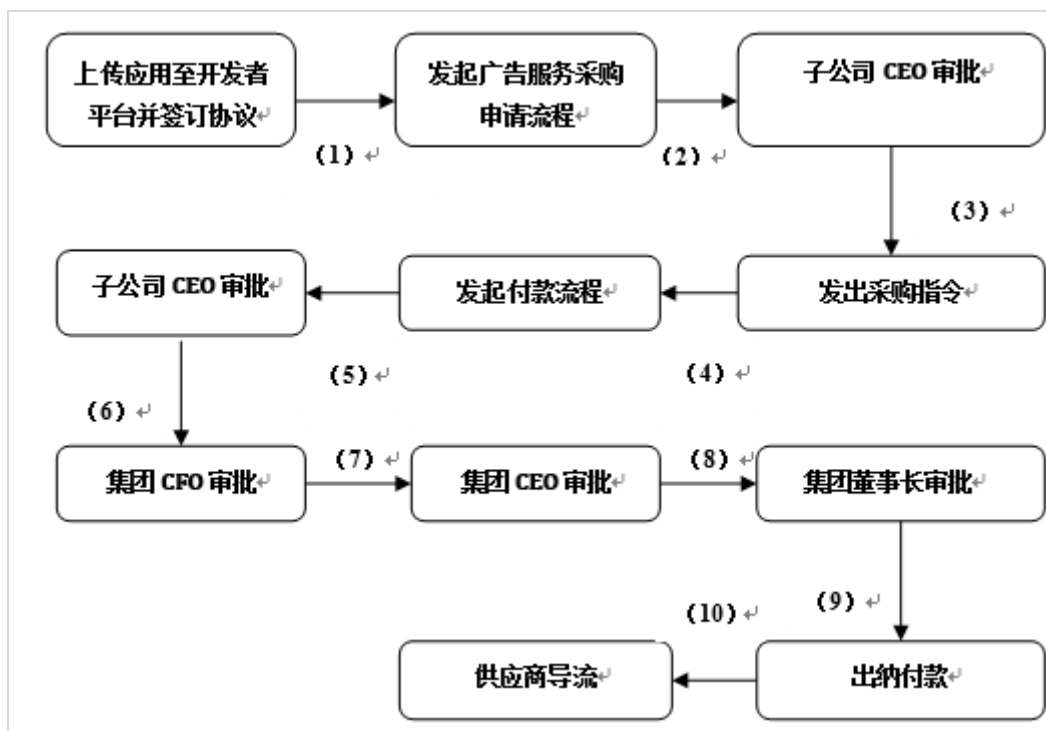 上传应用至开发者
平台并签订协议↵
发起广告服务采购
申请流程↵
子公司 CEO 审批↵
(1) ↵
(2) ↵
(3) ↵
子公司 CEO 审批↵
发起付款流程↵
发出采购指令↵
(5) ↵
(4) ↵
(6) ↵
集团 CFO 审批↵
(7) ↵
集团 CEO 审批↵
(8) ↵
集团董事长审批↵
(10) ↵
(9) ↵
供应商导流↵
出纳付款↵